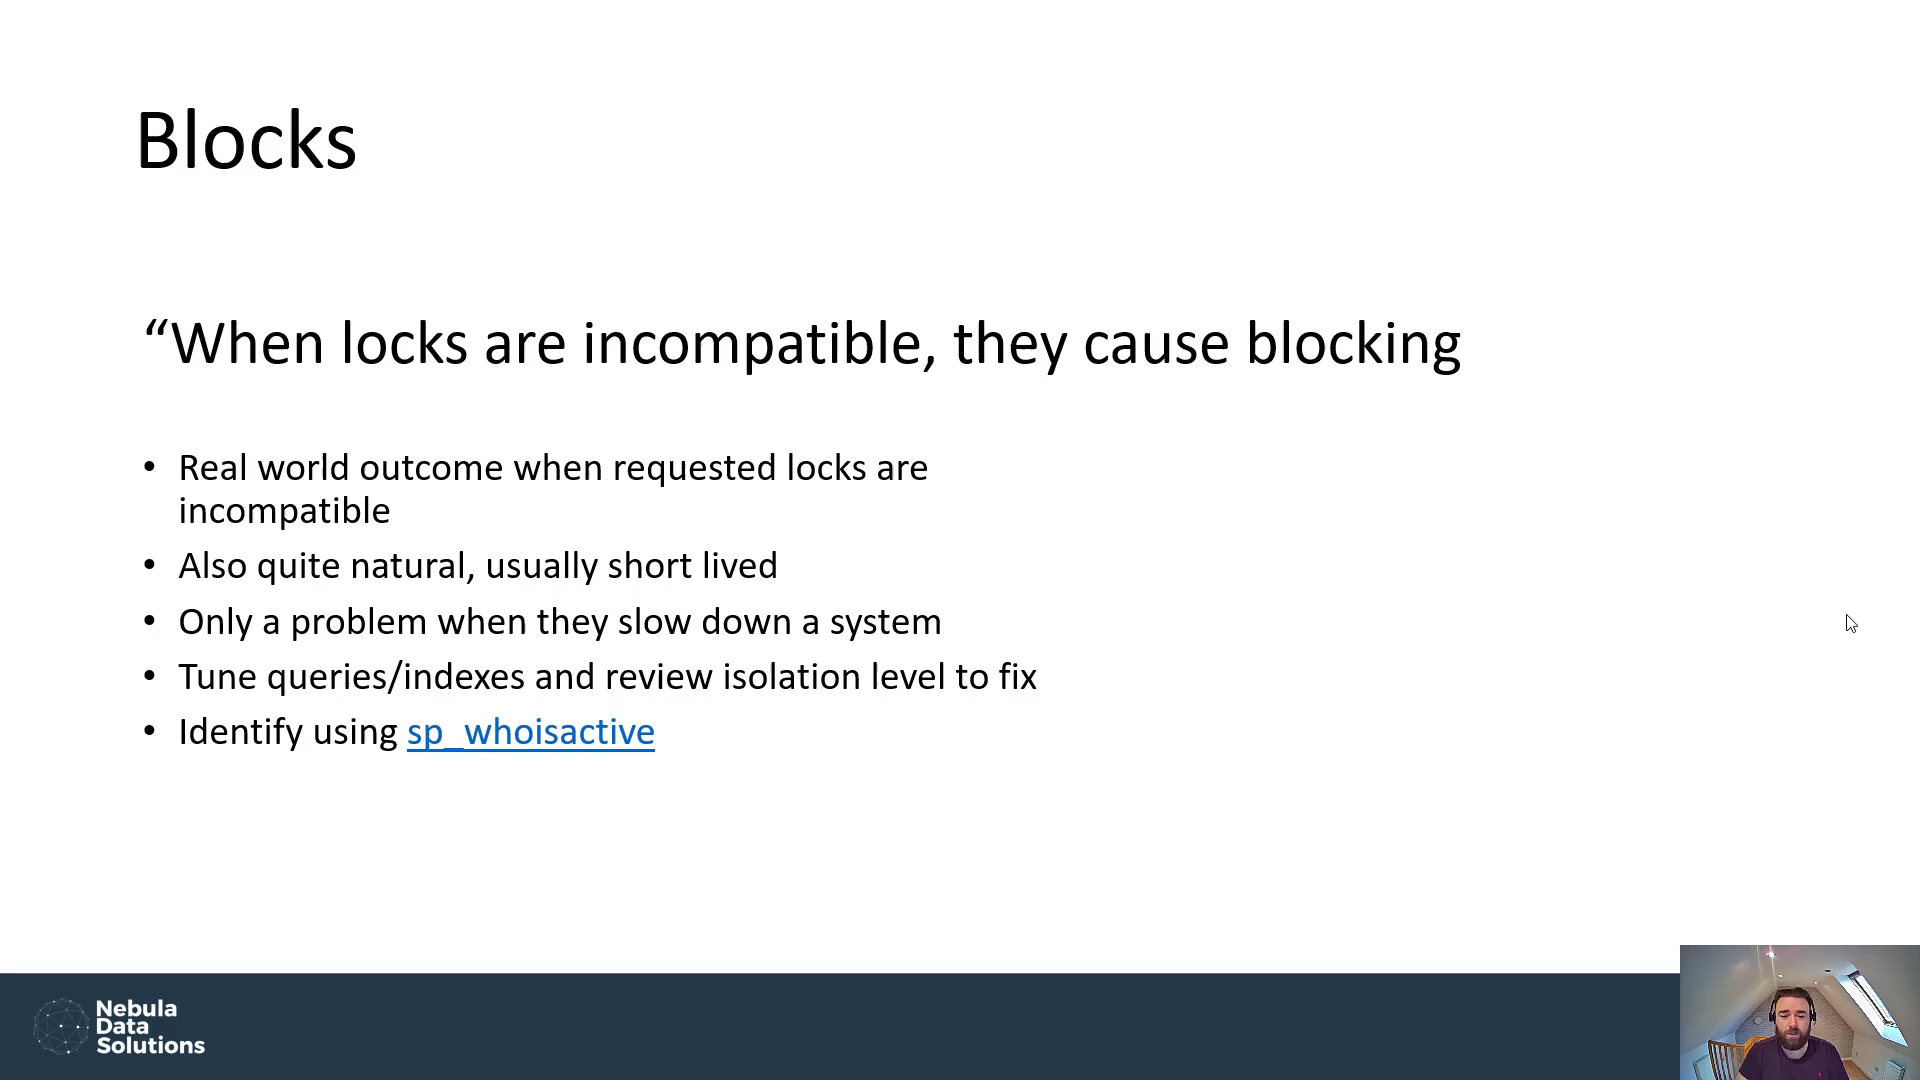 Blocks
“When locks are incompatible, they cause blocking
• Real world outcome when requested locks are
incompatible
• Also quite natural, usually short lived
• Only a problem when they slow down a system
• Tune queries/indexes and review isolation level to fix
• Identify using sp_whoisactive
Nebula
Data
Solutions